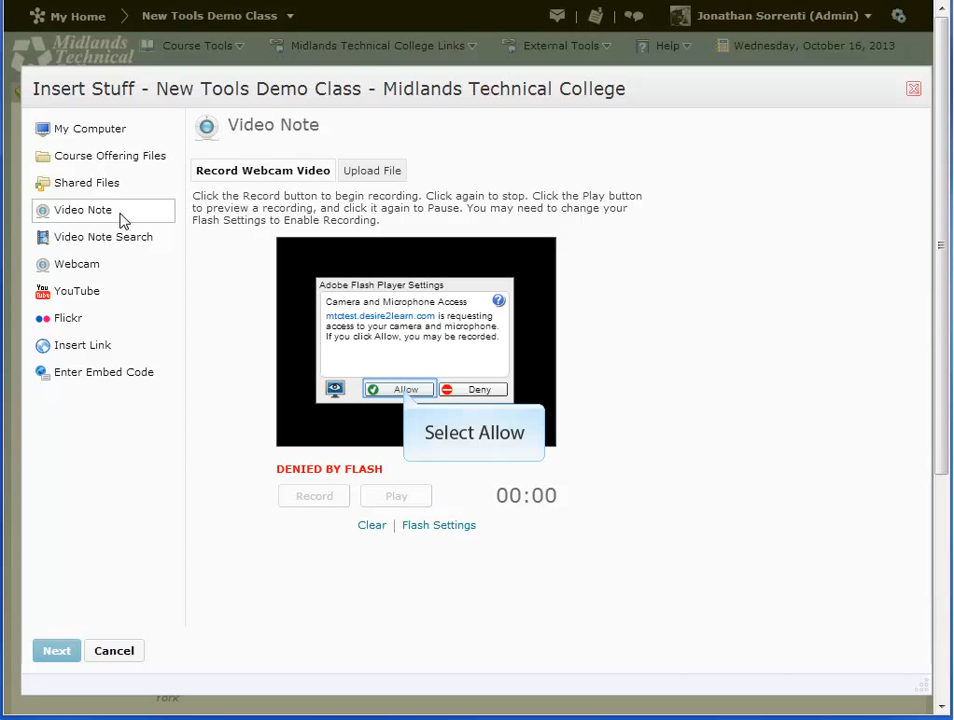 My Home
New Tools Demo Class
Jonathan Sorrenti (Admin)
Midlands
Technical
Course Tools
Midlands Technical College Links
External Tools
Help
Wednesday, October 16, 2013
Insert Stuff - New Tools Demo Class - Midlands Technical College
My Computer
Course Offering Files
Shared Files
Video Note
Video Note Search
Webcam
You Tube
YouTube
Flickr
Insert Link
Enter Embed Code
Video Note
Record Webcam Video
Upload File
Click the Record button to begin recording. Click again to stop. Click the Play button
to preview a recording, and click it again to Pause. You may need to change your
Flash Settings to Enable Recording.
Adobe Flash Player Settings
Camera and Microphone Access
?
mtctest.desire2learn.com is requesting
access to your camera and microphone.
If you click Allow, you may be recorded.
Allow
Deny
Select Allow
DENIED BY FLASH
Record
Play
00:00
Clear | Flash Settings
Next
Cancel
York